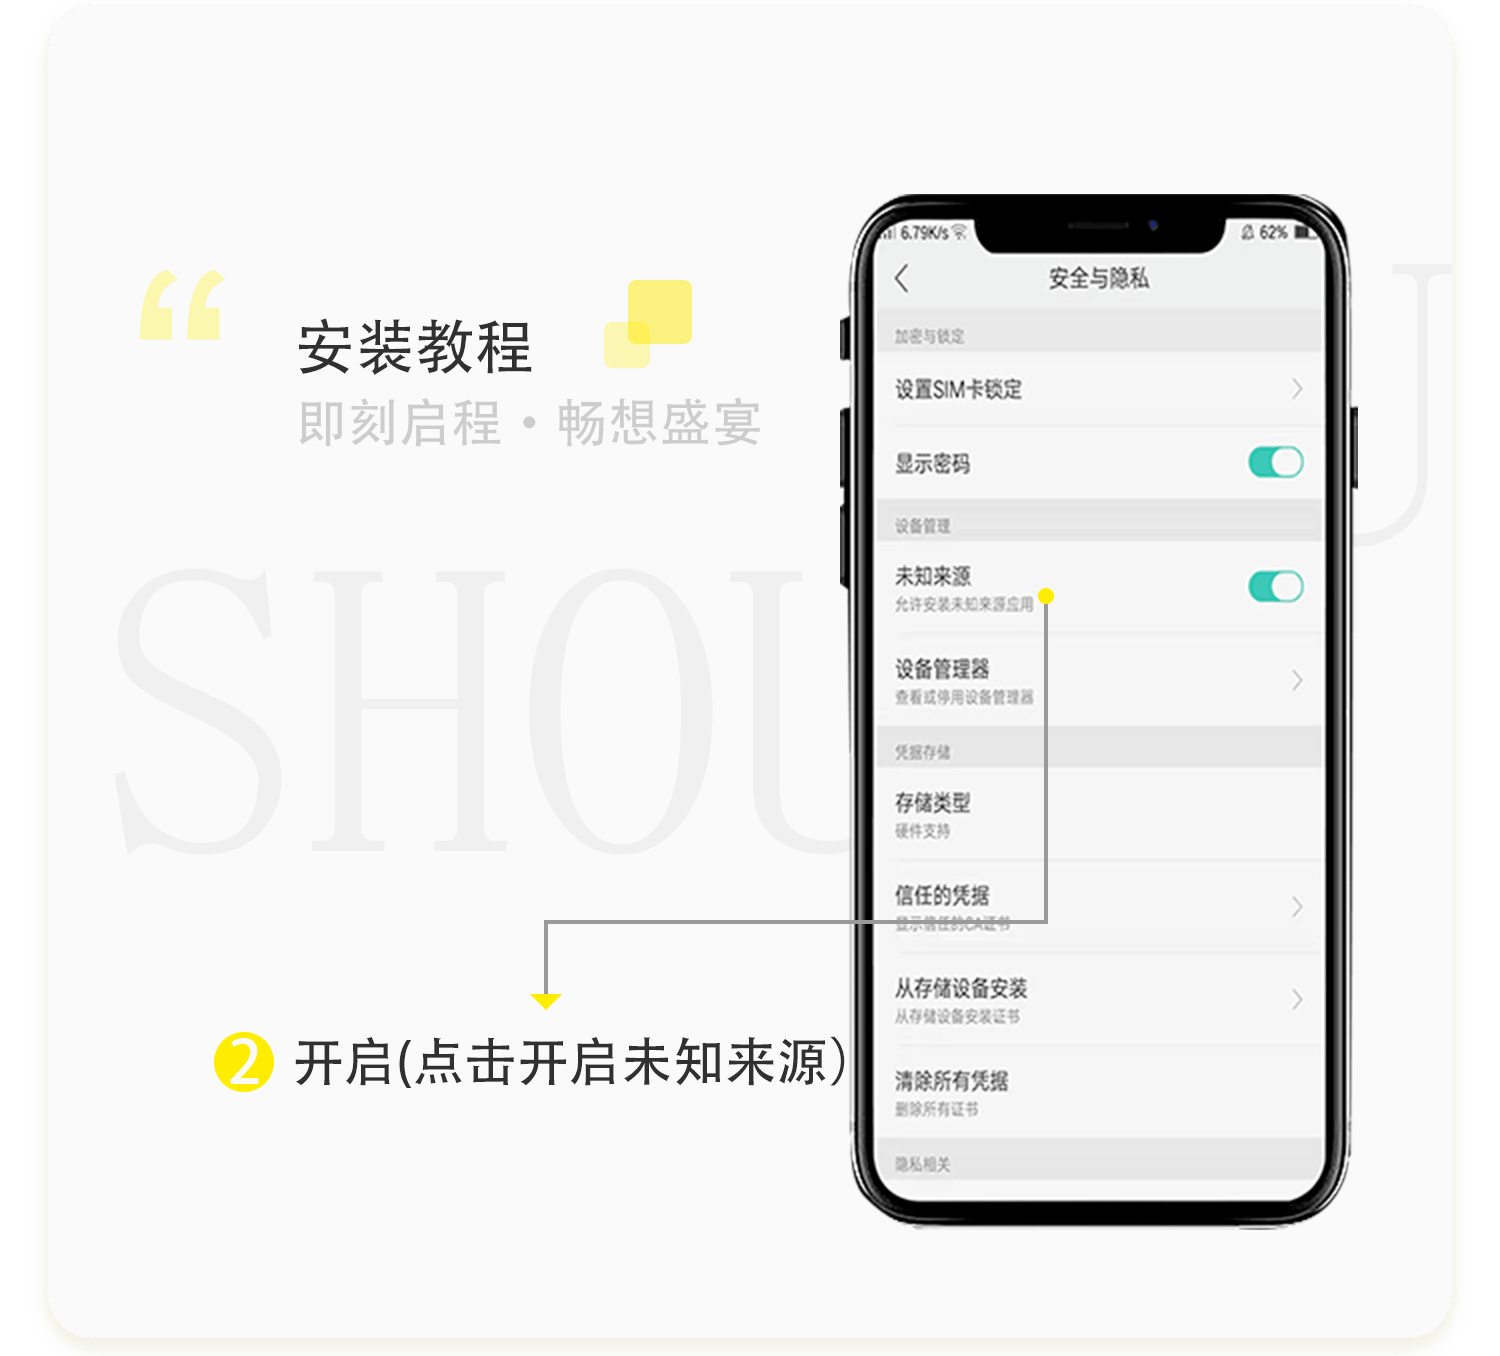 安装教程
即刻启程·畅想盛宴
SHOU
U
2 开启(点击开启未知来源)
6.79K/s
62%
安全与隐私
加密与锁定
设置SIM卡锁定
显示密码
设备管理
未知来源
允许安装未知来源应用
设备管理器
查看或停用设备管理器
凭据存储
存储类型
硬件支持
信任的凭据
显示信任的CA证书
从存储设备安装
从存储设备安装证书
清除所有凭据
删除所有证书
隐私相关